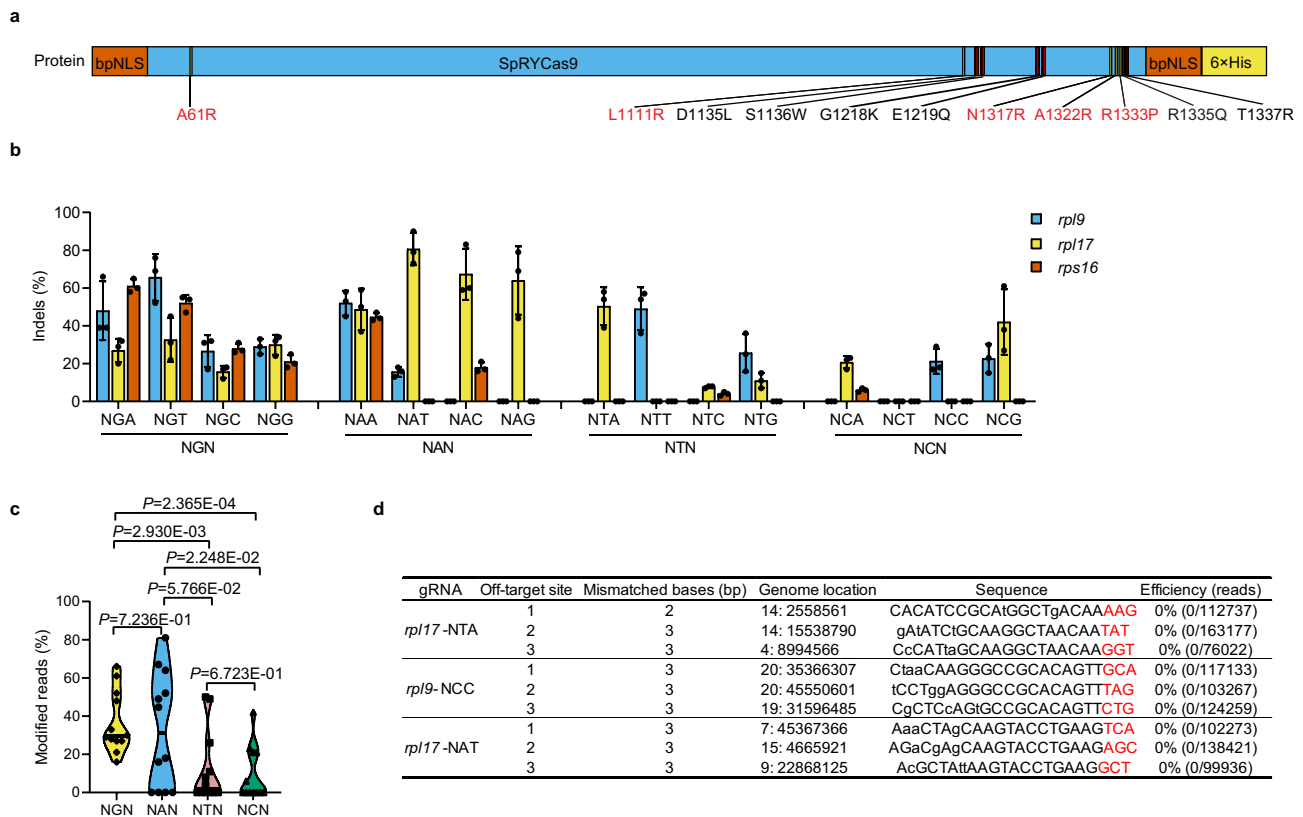 a
Protein bpNLS SpRYCas9 bpNLS 6×His
A61R L1111R D1135L S1136W G1218K E1219Q N1317R A1322R R1333P R1335Q T1337R
b
Indels (%)
100
80
60
40
20
0
rpl9
rpl17
rps16
NGA NGT NGC NGG NAA NAT NAC NAG NTA NTT NTC NTG NCA NCT NCC NCG
NGN NAN NTN NCN
c
P=2.365E-04
P=2.930E-03
P=2.248E-02
P=5.766E-02
P=7.236E-01
P=6.723E-01
Modified reads (%)
100
80
60
40
20
0
NGN NAN NTN NCN
d
gRNA Off-target site Mismatched bases (bp) Genome location Sequence Efficiency (reads)
rpl17-NTA
1 2 14: 2558561 CACATCCGCAtGGCTgACAAAAG 0% (0/112737)
2 3 14: 15538790 gAtATCtGCAAGGCTAACAATAT 0% (0/163177)
3 3 4: 8994566 CcCATtaGCAAGGCTAACAAGGT 0% (0/76022)
rpl9-NCC
1 3 20: 35366307 CtaaCAAGGGCCGCACAGTTGCA 0% (0/117133)
2 3 20: 45550601 tCCTggAGGGCCGCACAGTTTAG 0% (0/103267)
3 3 19: 31596485 CgCTCcAGtGCCGCACAGTTCTG 0% (0/124259)
rpl17-NAT
1 3 7: 45367366 AaaCTAgCAAGTACCTGAAGTCA 0% (0/102273)
2 3 15: 4665921 AGaCgAgCAAGTACCTGAAGAGC 0% (0/138421)
3 3 9: 22868125 AcGCTAttAAGTACCTGAAGGCT 0% (0/99936)